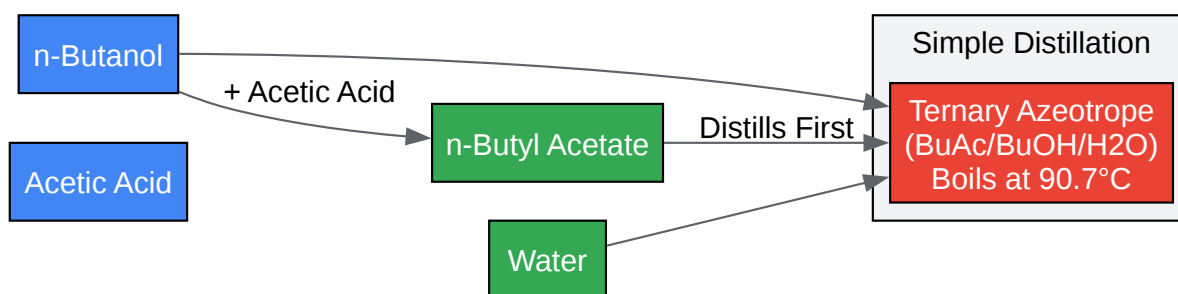 n-Butanol
+ Acetic Acid
Acetic Acid
n-Butyl Acetate
Water
Distills First
Simple Distillation
Ternary Azeotrope
(BuAc/BuOH/H2O)
Boils at 90.7°C